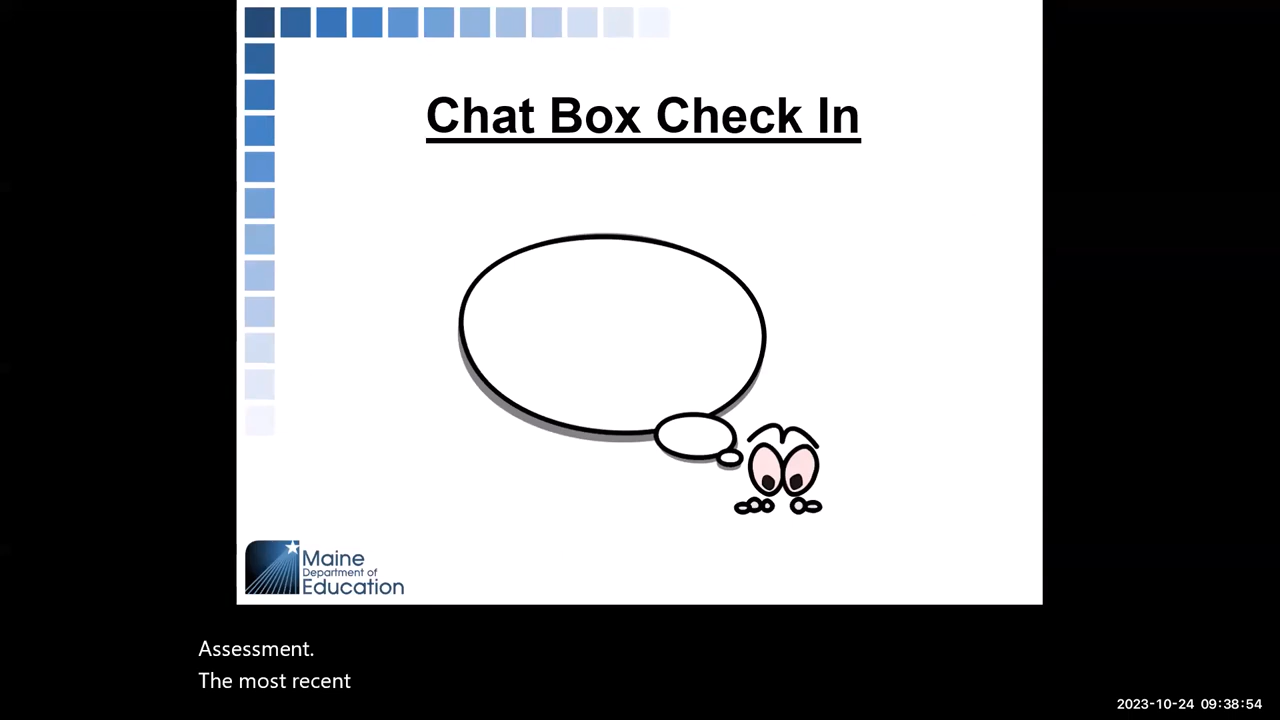 Chat Box Check In
Maine
Department of
Education
Assessment.
The most recent
2023-10-24 09:38:54